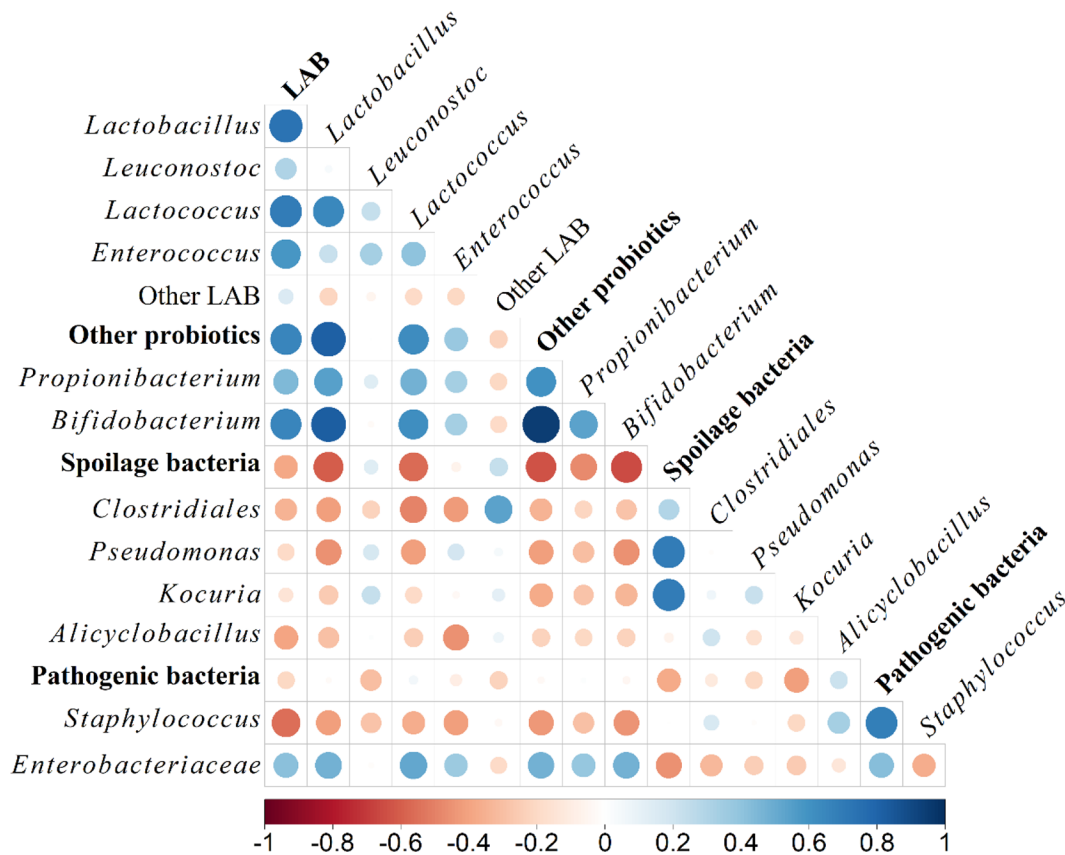 LAB
Lactobacillus
Leuconostoc
Lactococcus
Enterococcus
Other LAB
Other probiotics
Propionibacterium
Bifidobacterium
Spoilage bacteria
Clostridiales
Pseudomonas
Kocuria
Alicyclobacillus
Pathogenic bacteria
Staphylococcus
Lactobacillus
Leuconostoc
Lactococcus
Enterococcus
Other LAB
Other probiotics
Propionibacterium
Bifidobacterium
Spoilage bacteria
Clostridiales
Pseudomonas
Kocuria
Alicyclobacillus
Pathogenic bacteria
Staphylococcus
Enterobacteriaceae
-1 -0.8 -0.6 -0.4 -0.2 0 0.2 0.4 0.6 0.8 1